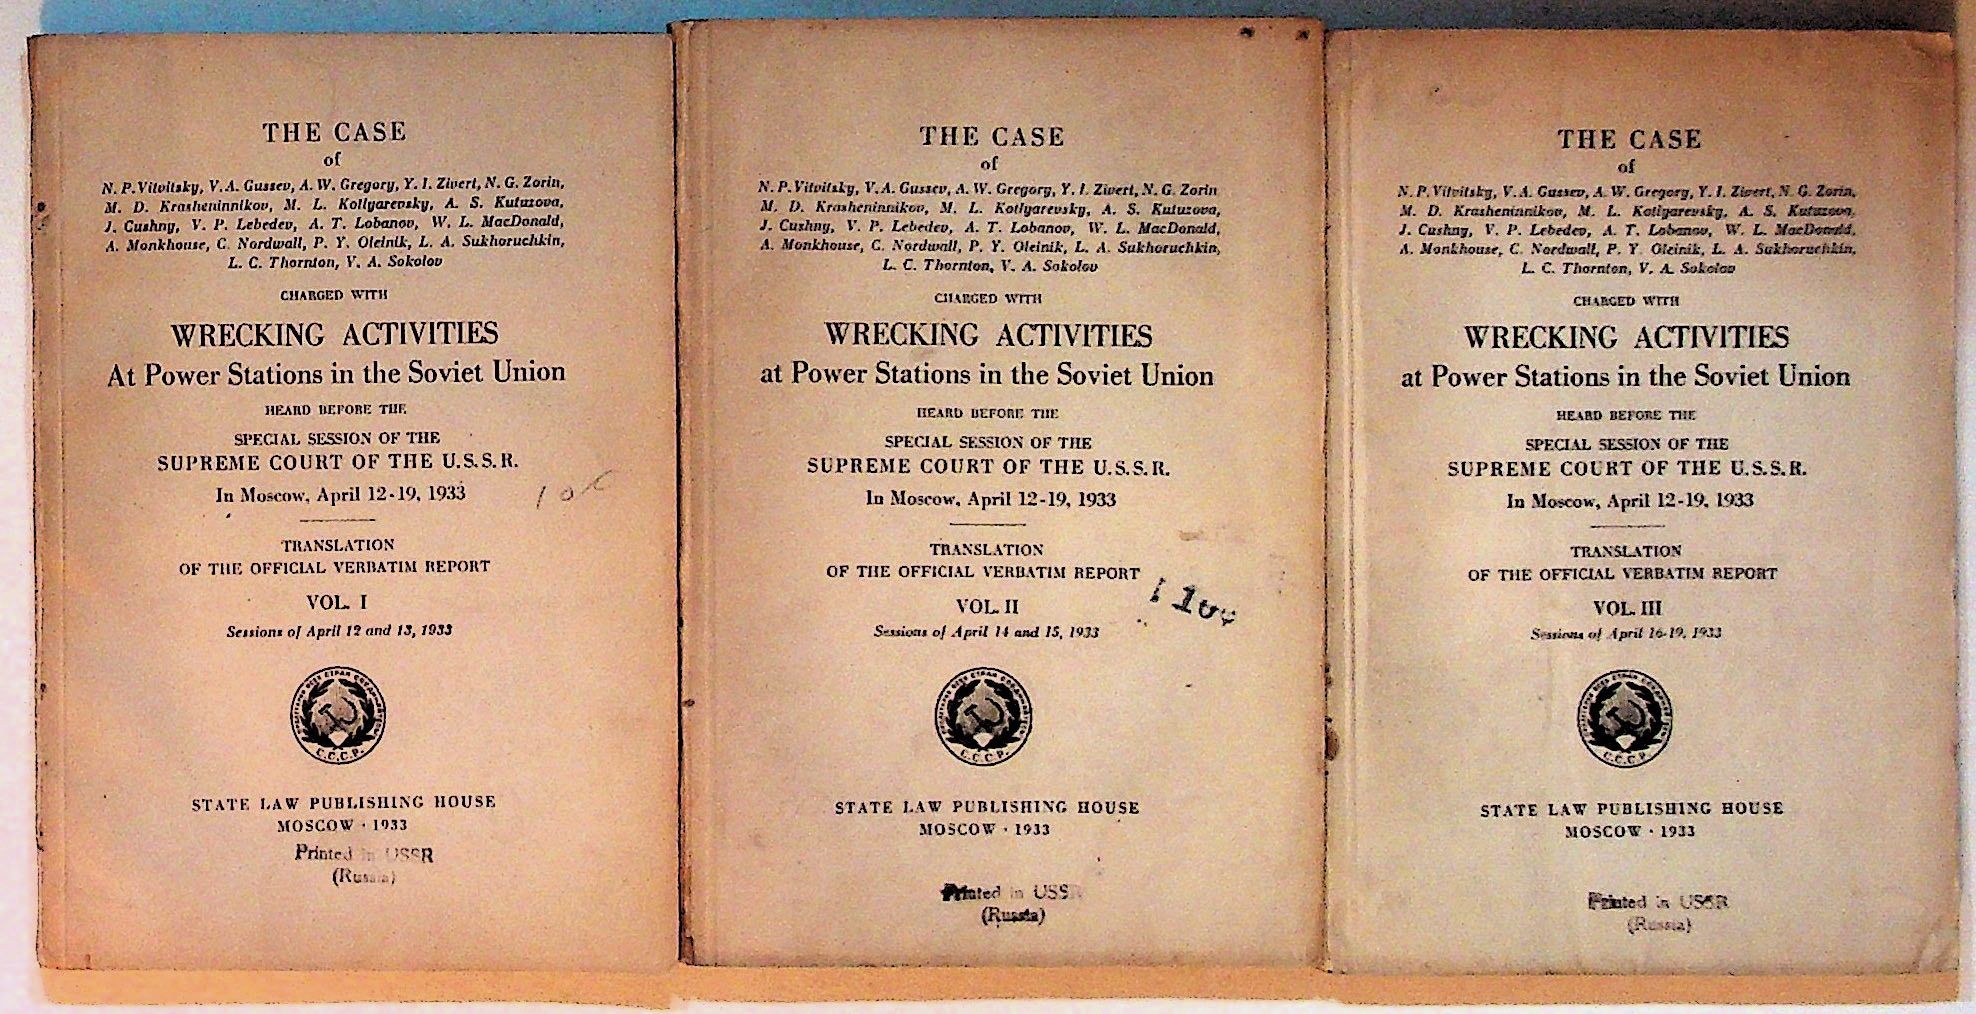 THE CASE
of
N. P. Vitvitsky, V. A. Gussev, A. W. Gregory, Y. I. Zivert, N. G. Zorin,
M. D. Krasheninnikov, M. L. Kotlyarevsky, A. S. Kutuzova,
J. Cushny, V. P. Lebedev, A. T. Lobanov, W. L. MacDonald,
A. Monkhouse, C. Nordwall, P. Y. Oleinik, L. A. Sukhoruchkin,
L. C. Thornton, V. A. Sokolov
CHARGED WITH
WRECKING ACTIVITIES
At Power Stations in the Soviet Union
HEARD BEFORE THE
SPECIAL SESSION OF THE
SUPREME COURT OF THE U.S.S.R.
In Moscow, April 12-19, 1933
TRANSLATION
OF THE OFFICIAL VERBATIM REPORT
VOL. I
Sessions of April 12 and 13, 1933
С.С.С.Р.
STATE LAW PUBLISHING HOUSE
MOSCOW · 1933
Printed in USSR
(Russia)
THE CASE
of
N. P. Vitvitsky, V. A. Gussev, A. W. Gregory, Y. I. Zivert, N. G. Zorin
M. D. Krasheninnikov, M. L. Kotlyarevsky, A. S. Kutuzova,
J. Cushny, V. P. Lebedev, A. T. Lobanov, W. L. MacDonald,
A. Monkhouse, C. Nordwall, P. Y. Oleinik, L. A. Sukhoruchkin,
L. C. Thornton, V. A. Sokolov
CHARGED WITH
WRECKING ACTIVITIES
at Power Stations in the Soviet Union
HEARD BEFORE THE
SPECIAL SESSION OF THE
SUPREME COURT OF THE U.S.S.R.
In Moscow, April 12-19, 1933
TRANSLATION
OF THE OFFICIAL VERBATIM REPORT
VOL. II
Sessions of April 14 and 15, 1933
С.С.С.Р.
STATE LAW PUBLISHING HOUSE
MOSCOW · 1933
Printed in USSR
(Russia)
THE CASE
of
N. P. Vitvitsky, V. A. Gussev, A. W. Gregory, Y. I. Zivert, N. G. Zorin,
M. D. Krasheninnikov, M. L. Kotlyarevsky, A. S. Kutuzova,
J. Cushny, V. P. Lebedev, A. T. Lobanov, W. L. MacDonald,
A. Monkhouse, C. Nordwall, P. Y. Oleinik, L. A. Sukhoruchkin,
L. C. Thornton, V. A. Sokolov
CHARGED WITH
WRECKING ACTIVITIES
at Power Stations in the Soviet Union
HEARD BEFORE THE
SPECIAL SESSION OF THE
SUPREME COURT OF THE U.S.S.R.
In Moscow, April 12-19, 1933
TRANSLATION
OF THE OFFICIAL VERBATIM REPORT
VOL. III
Sessions of April 16-19, 1933
С.С.С.Р.
STATE LAW PUBLISHING HOUSE
MOSCOW · 1933
Printed in USSR
(Russia)